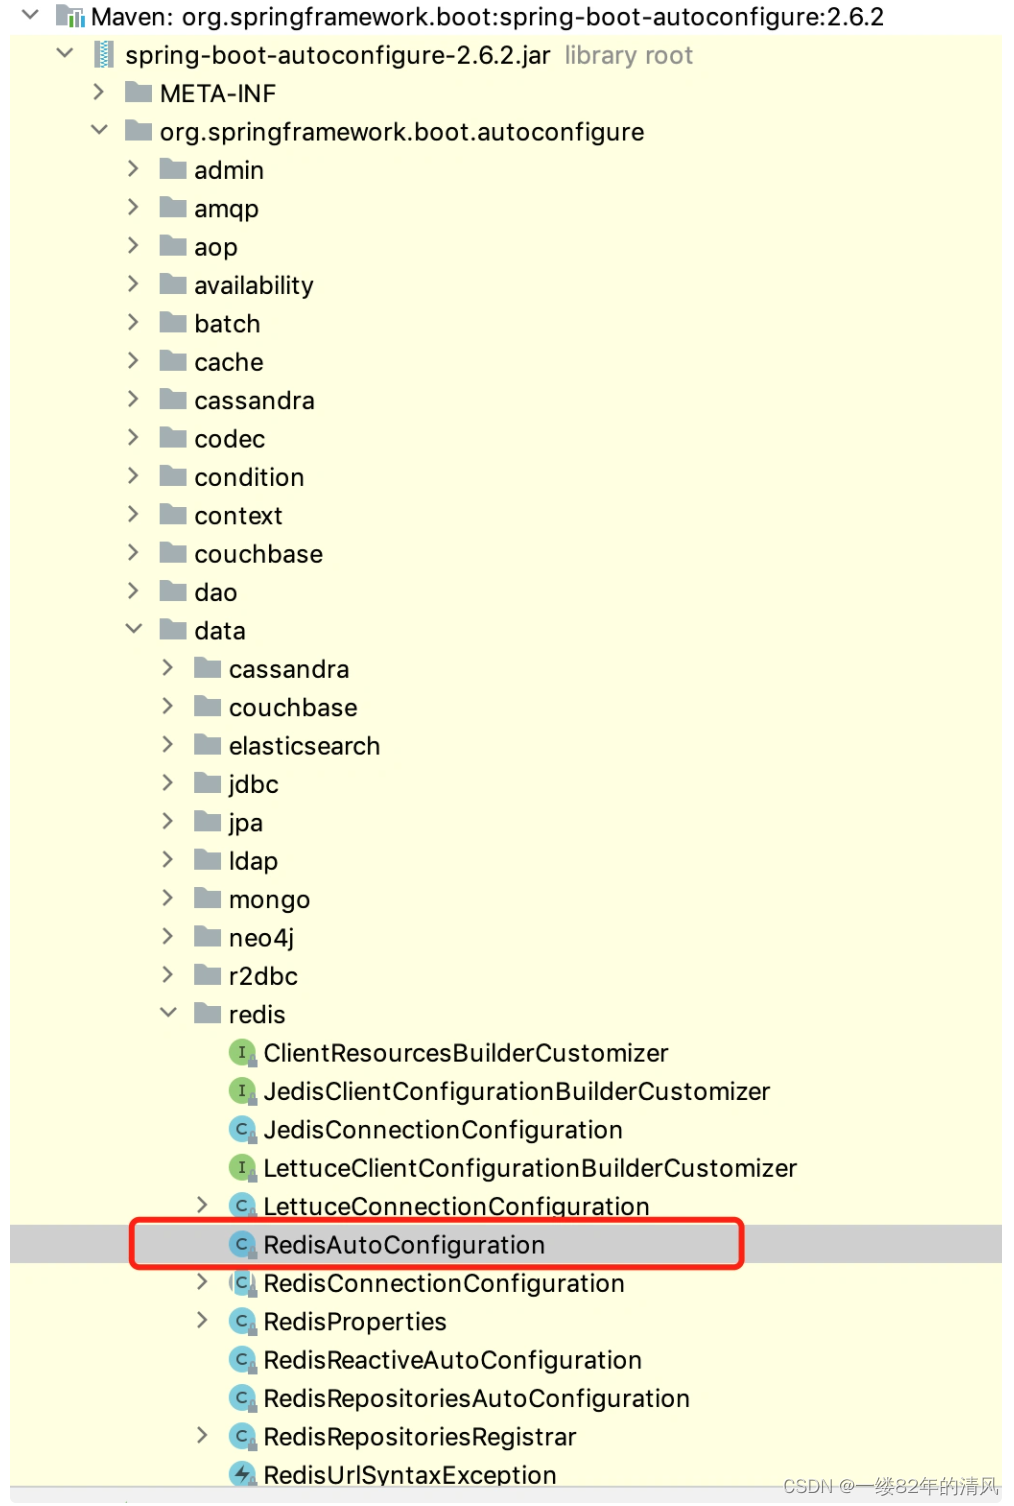 Maven: org.springframework.boot:spring-boot-autoconfigure:2.6.2
spring-boot-autoconfigure-2.6.2.jar library root
META-INF
org.springframework.boot.autoconfigure
admin
amqp
aop
availability
batch
cache
cassandra
codec
condition
context
couchbase
dao
data
cassandra
couchbase
elasticsearch
jdbc
jpa
ldap
mongo
neo4j
r2dbc
redis
ClientResourcesBuilderCustomizer
JedisClientConfigurationBuilderCustomizer
JedisConnectionConfiguration
LettuceClientConfigurationBuilderCustomizer
LettuceConnectionConfiguration
RedisAutoConfiguration
RedisConnectionConfiguration
RedisProperties
RedisReactiveAutoConfiguration
RedisRepositoriesAutoConfiguration
RedisRepositoriesRegistrar
RedisUrlSyntaxException
CSDN @一缕82年的清风